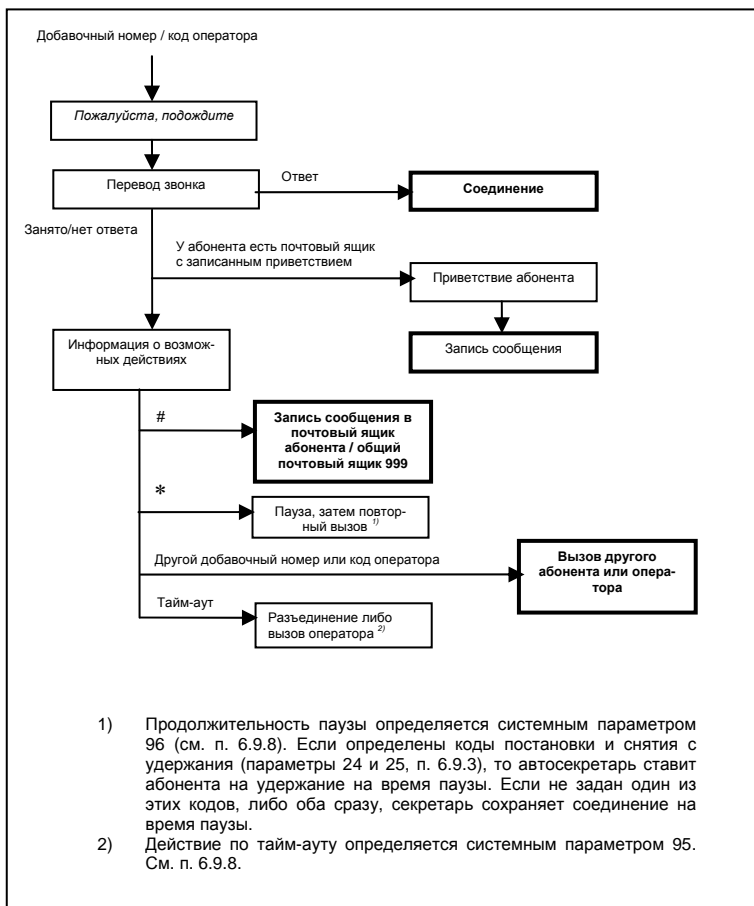 Добавочный номер / код оператора
Пожалуйста, подождите
Перевод звонка
Ответ
Соединение
Занято/нет ответа
У абонента есть почтовый ящик
с записанным приветствием
Приветствие абонента
Информация о возмож-
ных действиях
Запись сообщения
#
Запись сообщения в
почтовый ящик
абонента / общий
почтовый ящик 999
*
Пауза, затем повтор-
ный вызов 1)
Другой добавочный номер или код оператора
Вызов другого
абонента или опера-
тора
Тайм-аут
Разъединение либо
вызов оператора 2)
1) Продолжительность паузы определяется системным параметром
96 (см. п. 6.9.8). Если определены коды постановки и снятия с
удержания (параметры 24 и 25, п. 6.9.3), то автосекретарь ставит
абонента на удержание на время паузы. Если не задан один из
этих кодов, либо оба сразу, секретарь сохраняет соединение на
время паузы.
2) Действие по тайм-ауту определяется системным параметром 95.
См. п. 6.9.8.